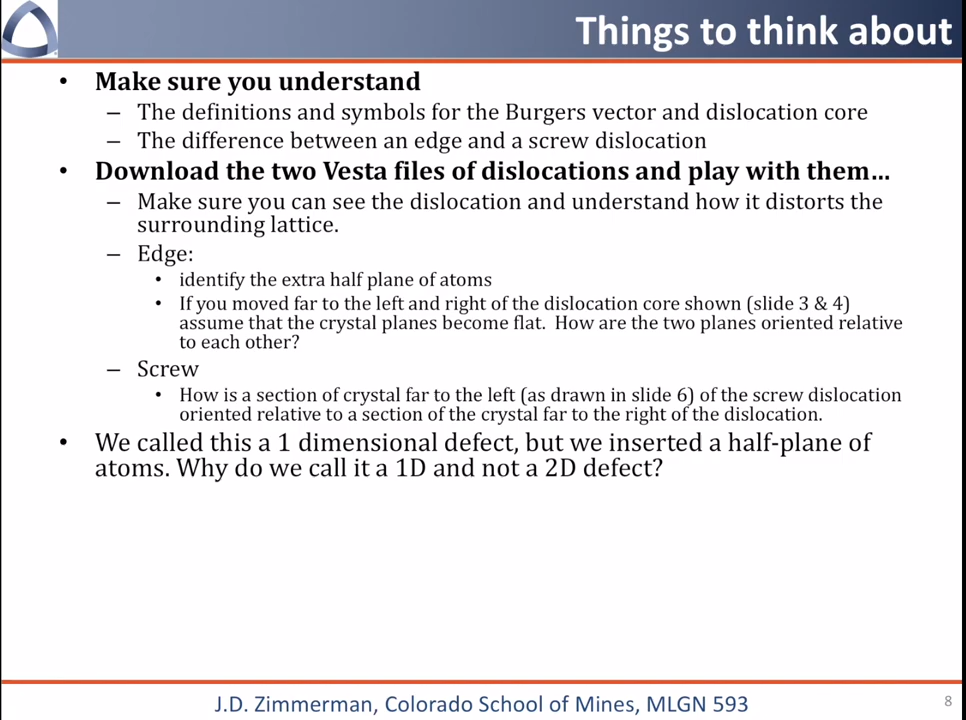 Things to think about
• Make sure you understand
– The definitions and symbols for the Burgers vector and dislocation core
– The difference between an edge and a screw dislocation
• Download the two Vesta files of dislocations and play with them…
– Make sure you can see the dislocation and understand how it distorts the
surrounding lattice.
– Edge:
• identify the extra half plane of atoms
• If you moved far to the left and right of the dislocation core shown (slide 3 & 4)
assume that the crystal planes become flat. How are the two planes oriented relative
to each other?
– Screw
• How is a section of crystal far to the left (as drawn in slide 6) of the screw dislocation
oriented relative to a section of the crystal far to the right of the dislocation.
• We called this a 1 dimensional defect, but we inserted a half-plane of
atoms. Why do we call it a 1D and not a 2D defect?
J.D. Zimmerman, Colorado School of Mines, MLGN 593
8